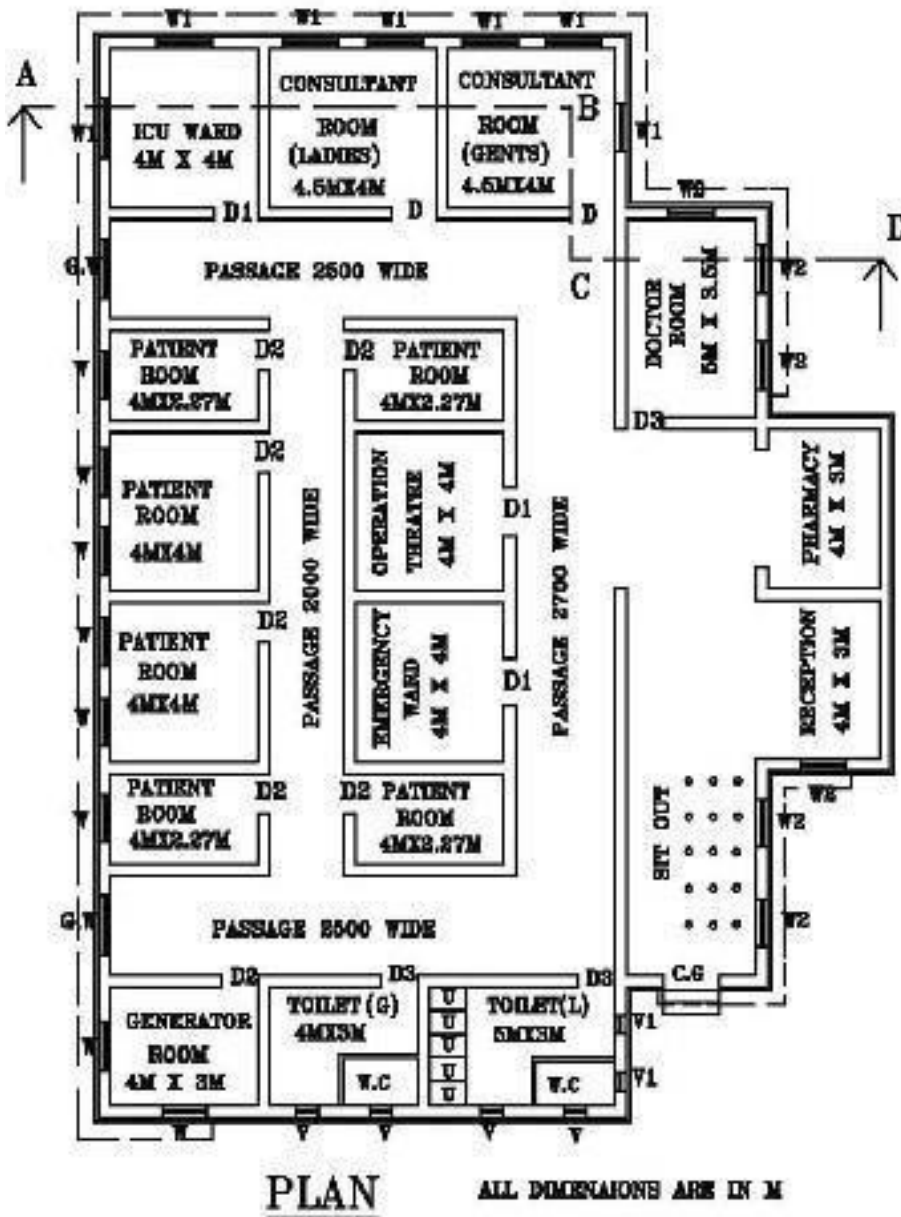 W1 W1 W1 W1 W1
A
B
W1
W1
ICU WARD
4M X 4M
CONSULTANT
ROOM
(LADIES)
4.5MX4M
CONSULTANT
ROOM
(GENTS)
4.5MX4M
D1
D
D
W2
D
G.W
PASSAGE 2500 WIDE
C
DOCTOR
ROOM
5M X 3.5M
W2
W2
D3
PATIENT
ROOM
4MX2.27M
D2
D2
PATIENT
ROOM
4MX2.27M
W
D2
W
PATIENT
ROOM
4MX4M
W
OPERATION
THEATRE
4M X 4M
D1
PHARMACY
4M X 3M
PASSAGE 2000 WIDE
PASSAGE 2700 WIDE
D2
W
PATIENT
ROOM
4MX4M
W
EMERGENCY
WARD
4M X 4M
D1
RECEPTION
4M X 3M
W2
PATIENT
ROOM
4MX2.27M
W
D2
D2
PATIENT
ROOM
4MX2.27M
SIT OUT
W2
W2
G.W
PASSAGE 2500 WIDE
C.G
D2
D3
D3
GENERATOR
ROOM
4M X 3M
W
W
TOILET(G)
4MX3M
W.C
U
U
U
U
U
TOILET(L)
5MX3M
W.C
V1
V1
V V V V
PLAN
ALL DIMENAIONS ARE IN M